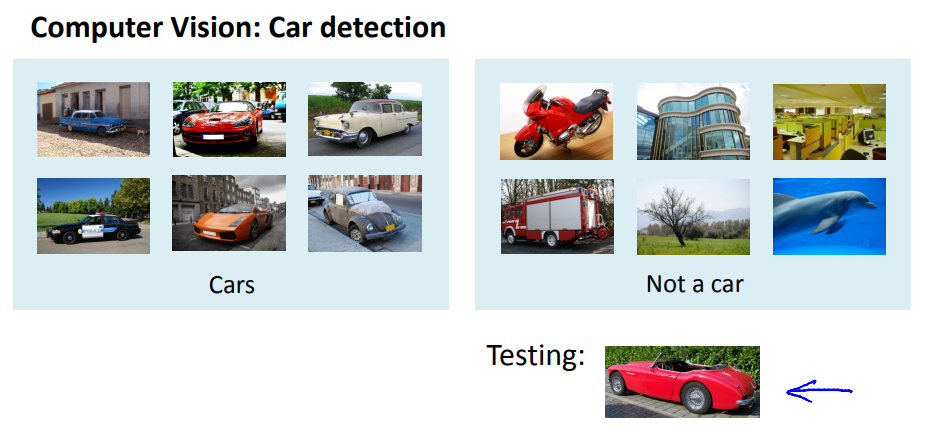 Computer Vision: Car detection
Cars
Not a car
Testing: